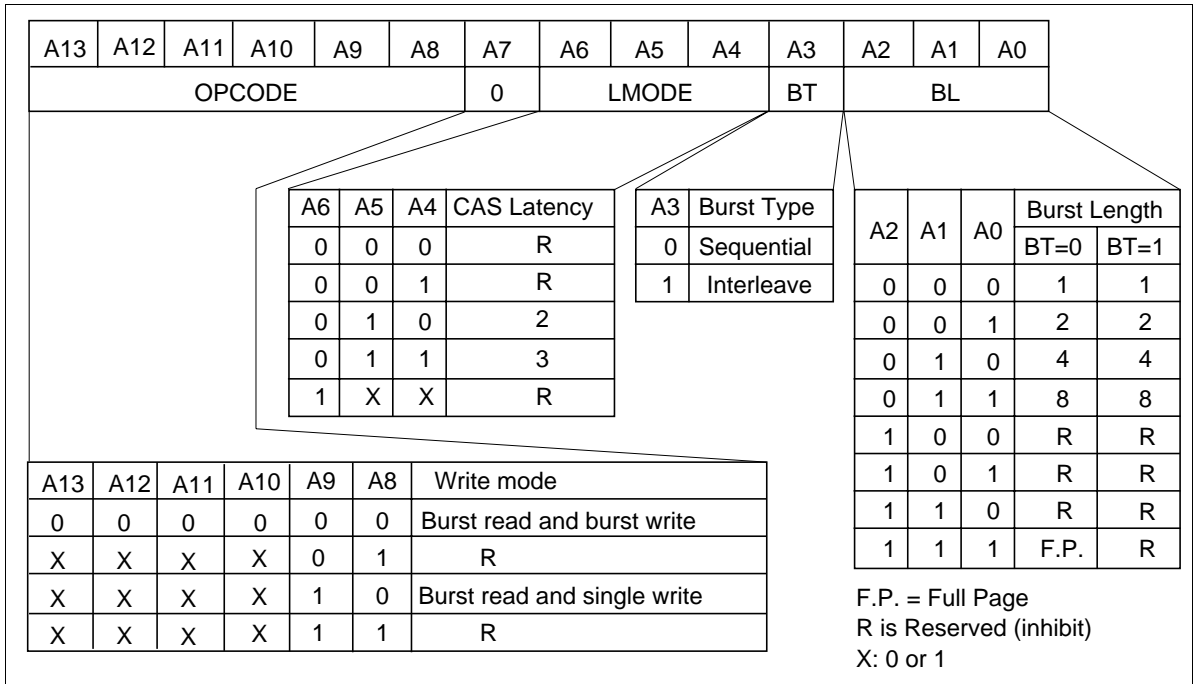 A13 A12 A11 A10 A9 A8 A7 A6 A5 A4 A3 A2 A1 A0
OPCODE 0 LMODE BT BL
A6 A5 A4 CAS Latency
0 0 0 R
0 0 1 R
0 1 0 2
0 1 1 3
1 X X R
A3 Burst Type
0 Sequential
1 Interleave
A2 A1 A0 Burst Length
BT=0 BT=1
0 0 0 1 1
0 0 1 2 2
0 1 0 4 4
0 1 1 8 8
1 0 0 R R
1 0 1 R R
1 1 0 R R
1 1 1 F.P. R
A13 A12 A11 A10 A9 A8 Write mode
0 0 0 0 0 0 Burst read and burst write
X X X X 0 1 R
X X X X 1 0 Burst read and single write
X X X X 1 1 R
F.P. = Full Page
R is Reserved (inhibit)
X: 0 or 1